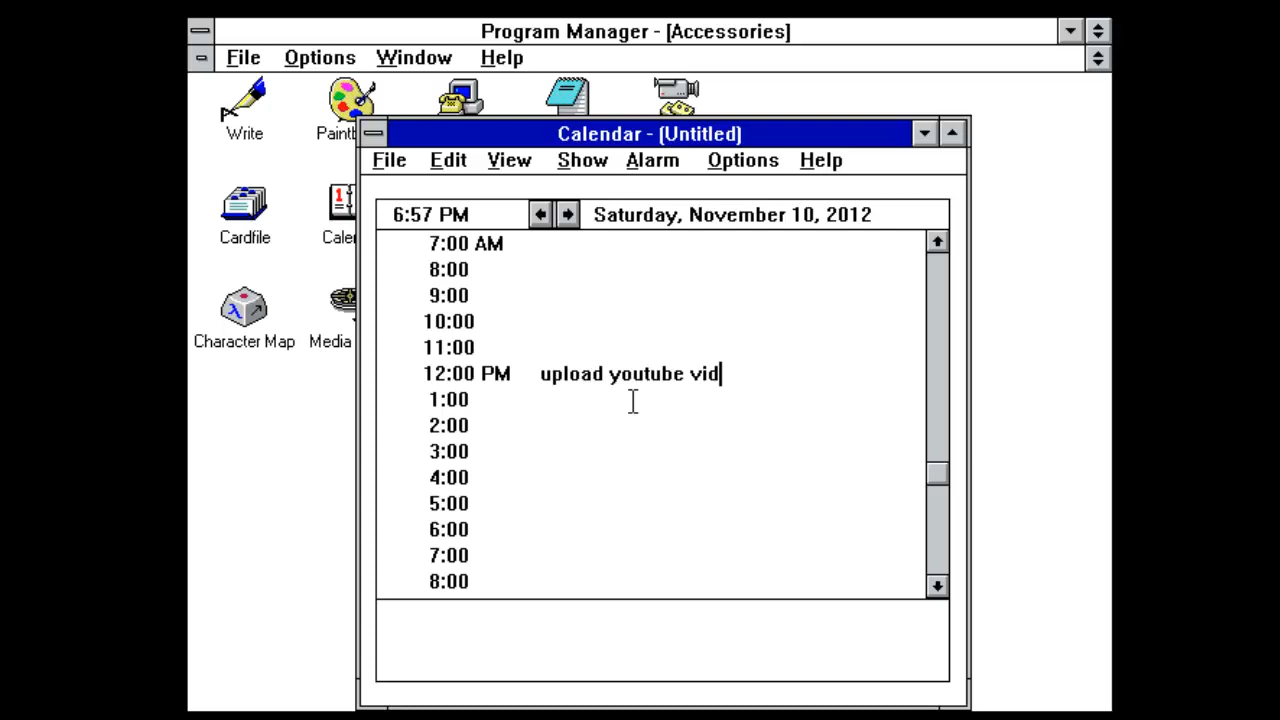 Program Manager - [Accessories]
File Options Window Help
Write
Paintb
Calendar - [Untitled]
File Edit View Show Alarm Options Help
Cardfile
Cale
6:57 PM Saturday, November 10, 2012
7:00 AM
8:00
9:00
10:00
11:00
12:00 PM upload youtube vid
1:00
2:00
3:00
4:00
5:00
6:00
7:00
8:00
Character Map
Media